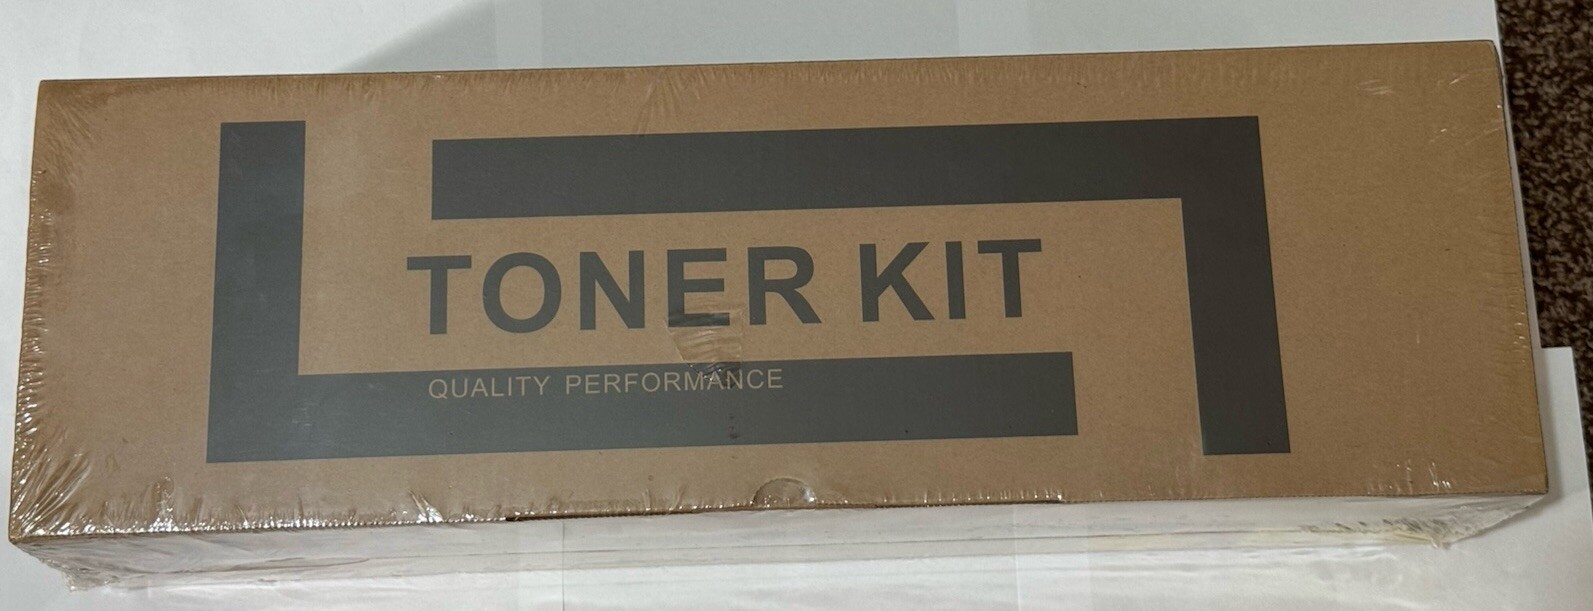 TONER KIT
QUALITY PERFORMANCE